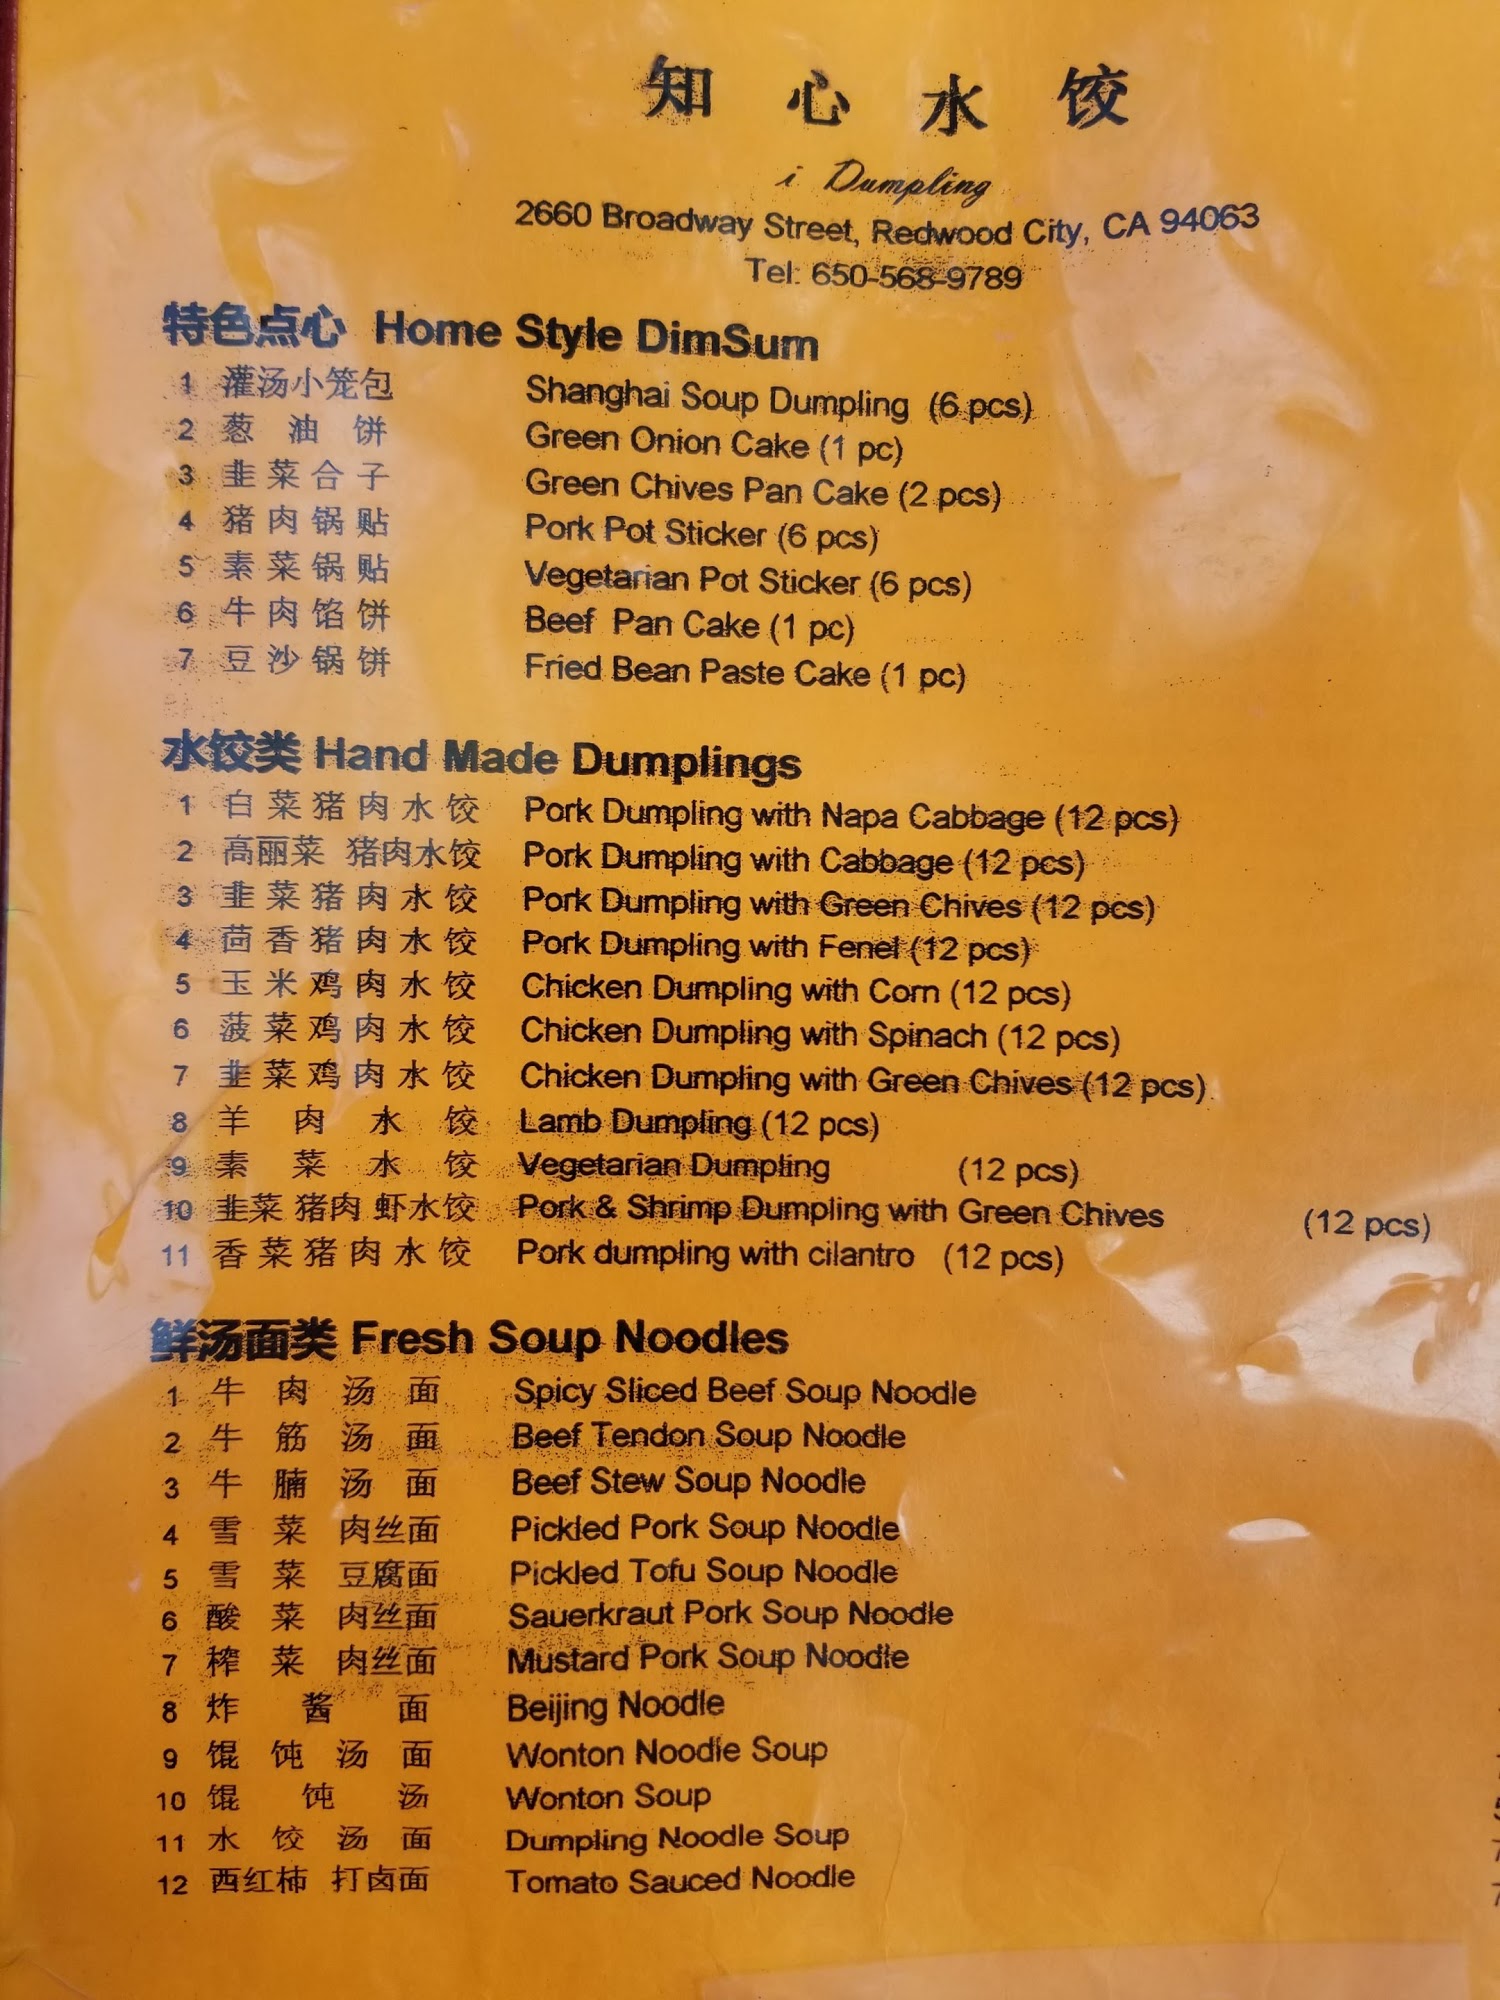 知心水饺
i Dumpling
2660 Broadway Street, Redwood City, CA 94063
Tel: 650-568-9789
特色点心 Home Style DimSum
1 灌汤小笼包 Shanghai Soup Dumpling (6 pcs)
2 葱油饼 Green Onion Cake (1 pc)
3 韭菜合子 Green Chives Pan Cake (2 pcs)
4 猪肉锅贴 Pork Pot Sticker (6 pcs)
5 素菜锅贴 Vegetarian Pot Sticker (6 pcs)
6 牛肉馅饼 Beef Pan Cake (1 pc)
7 豆沙锅饼 Fried Bean Paste Cake (1 pc)
水饺类 Hand Made Dumplings
1 白菜猪肉水饺 Pork Dumpling with Napa Cabbage (12 pcs)
2 高丽菜 猪肉水饺 Pork Dumpling with Cabbage (12 pcs)
3 韭菜猪肉水饺 Pork Dumpling with Green Chives (12 pcs)
4 茴香猪肉水饺 Pork Dumpling with Fenel (12 pcs)
5 玉米鸡肉水饺 Chicken Dumpling with Corn (12 pcs)
6 菠菜鸡肉水饺 Chicken Dumpling with Spinach (12 pcs)
7 韭菜鸡肉水饺 Chicken Dumpling with Green Chives (12 pcs)
8 羊肉水饺 Lamb Dumpling (12 pcs)
9 素菜水饺 Vegetarian Dumpling (12 pcs)
10 韭菜 猪肉 虾水饺 Pork & Shrimp Dumpling with Green Chives (12 pcs)
11 香菜猪肉水饺 Pork dumpling with cilantro (12 pcs)
鲜汤面类 Fresh Soup Noodles
1 牛肉汤面 Spicy Sliced Beef Soup Noodle
2 牛筋汤面 Beef Tendon Soup Noodle
3 牛腩汤面 Beef Stew Soup Noodle
4 雪菜肉丝面 Pickled Pork Soup Noodle
5 雪菜豆腐面 Pickled Tofu Soup Noodle
6 酸菜肉丝面 Sauerkraut Pork Soup Noodle
7 榨菜肉丝面 Mustard Pork Soup Noodle
8 炸酱面 Beijing Noodle
9 馄饨汤面 Wonton Noodle Soup
10 馄饨汤 Wonton Soup
11 水饺汤面 Dumpling Noodle Soup
12 西红柿 打卤面 Tomato Sauced Noodle